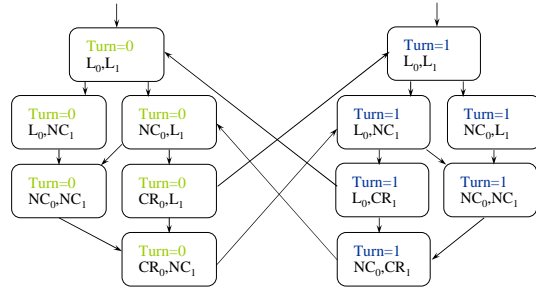 Turn=0
L₀,L₁
Turn=1
L₀,L₁
Turn=0
L₀,NC₁
Turn=0
NC₀,L₁
Turn=1
L₀,NC₁
Turn=1
NC₀,L₁
Turn=0
NC₀,NC₁
Turn=0
CR₀,L₁
Turn=1
L₀,CR₁
Turn=1
NC₀,NC₁
Turn=0
CR₀,NC₁
Turn=1
NC₀,CR₁